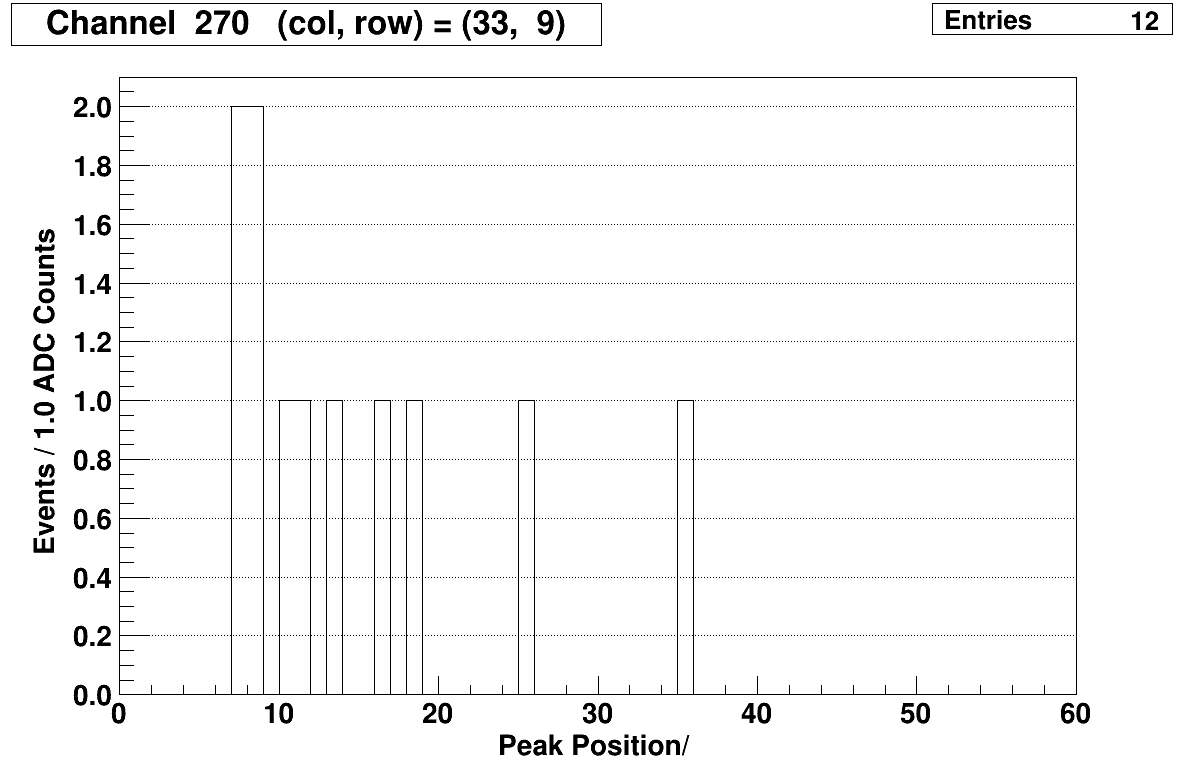 Channel 270 (col, row) = (33, 9)
Entries 12
Events / 1.0 ADC Counts
2.0
1.8
1.6
1.4
1.2
1.0
0.8
0.6
0.4
0.2
0.0
0 10 20 30 40 50 60
Peak Position/